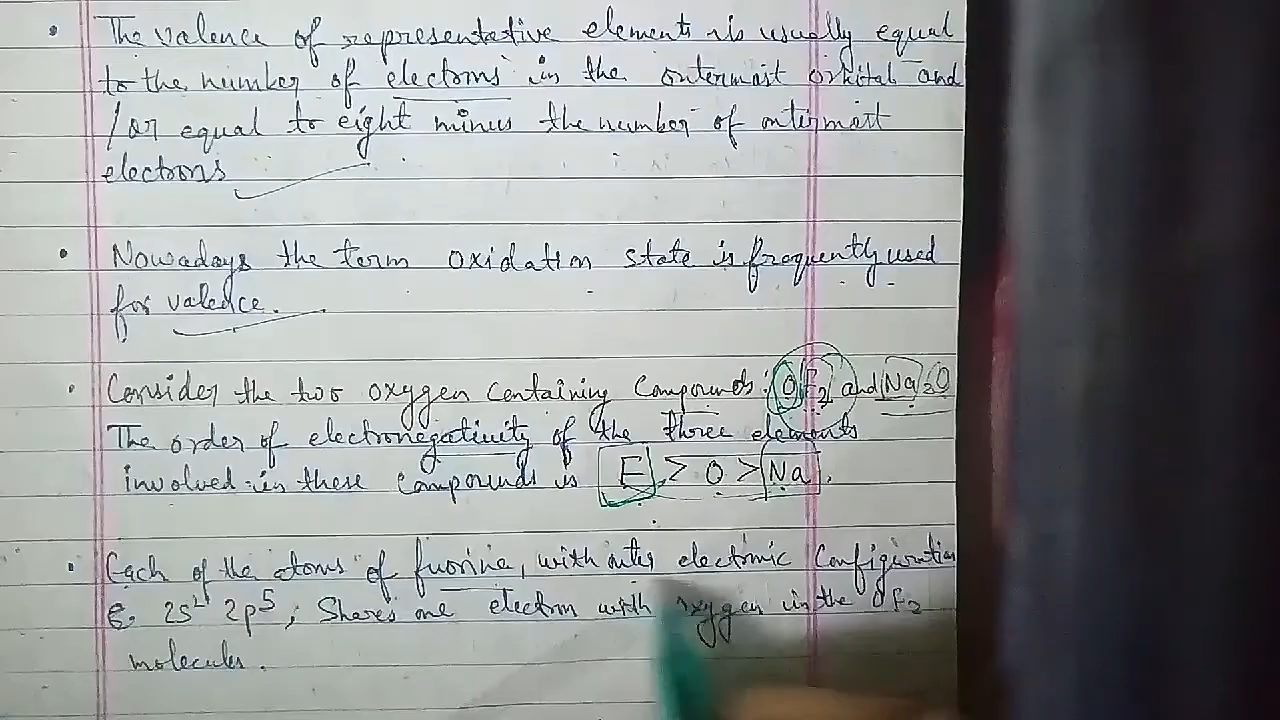 The valence of representative elements is usually equal
to the number of electrons in the outermost orbital and
/or equal to eight minus the number of outermost
electrons
Nowadays the term oxidation state is frequently used
for valence.
Consider the two oxygen containing compounds: OF2 and Na2O
The order of electronegativity of the three elements
involved in these compounds is F > O > Na.
Each of the atoms of fuorine, with outer electronic Configuration
2s² 2p⁵, Shares one electron with oxygen in the OF2
molecules.